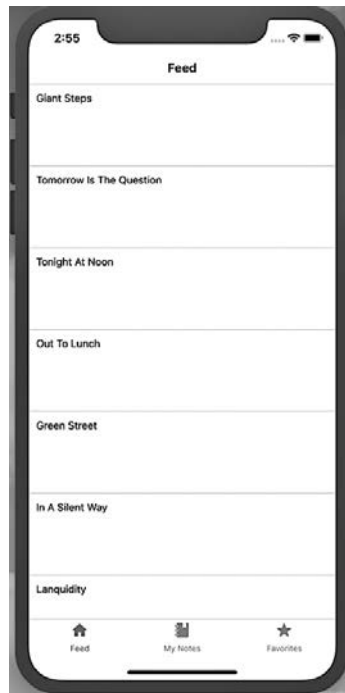 2:55
Feed
Giant Steps
Tomorrow Is The Question
Tonight At Noon
Out To Lunch
Green Street
In A Silent Way
Lanquidity
Feed My Notes Favorites